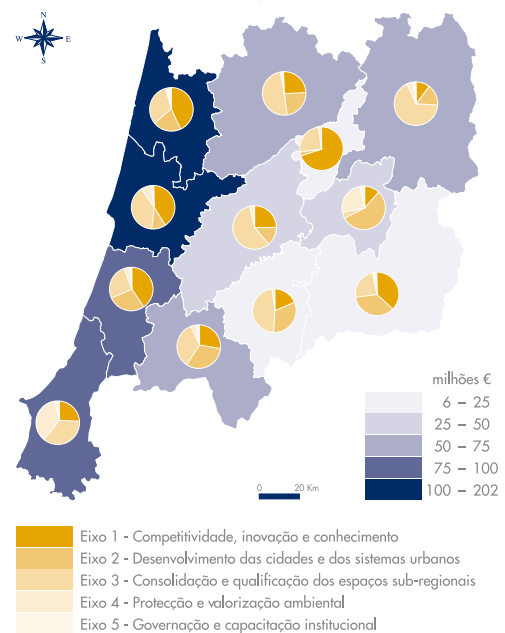 N
W E
S
milhões €
6 – 25
25 – 50
50 – 75
75 – 100
100 – 202
0 20 Km
Eixo 1 - Competitividade, inovação e conhecimento
Eixo 2 - Desenvolvimento das cidades e dos sistemas urbanos
Eixo 3 - Consolidação e qualificação dos espaços sub-regionais
Eixo 4 - Protecção e valorização ambiental
Eixo 5 - Governação e capacitação institucional